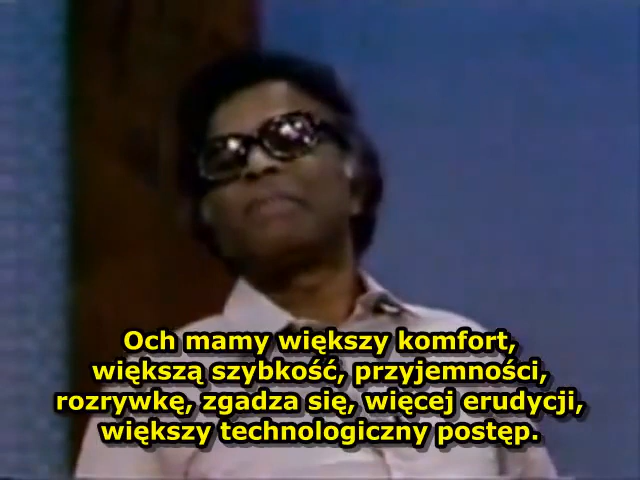 Och mamy większy komfort,
większą szybkość, przyjemności,
rozrywkę, zgadza się, więcej erudycji,
większy technologiczny postęp.